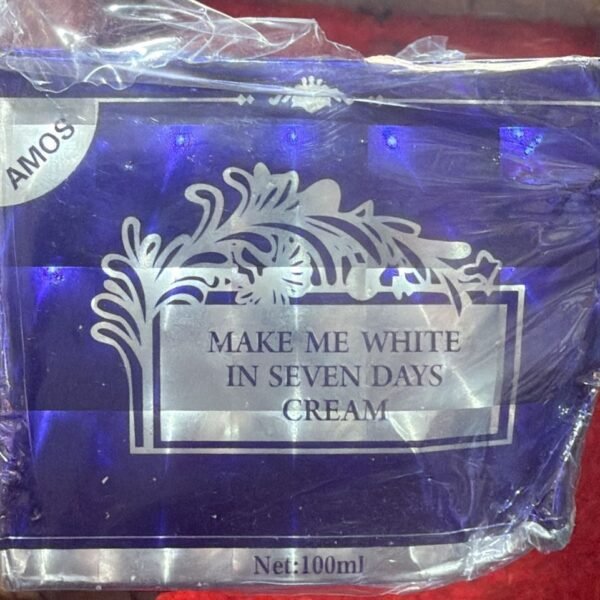 AMOS
MAKE ME WHITE
IN SEVEN DAYS
CREAM
Net:100ml